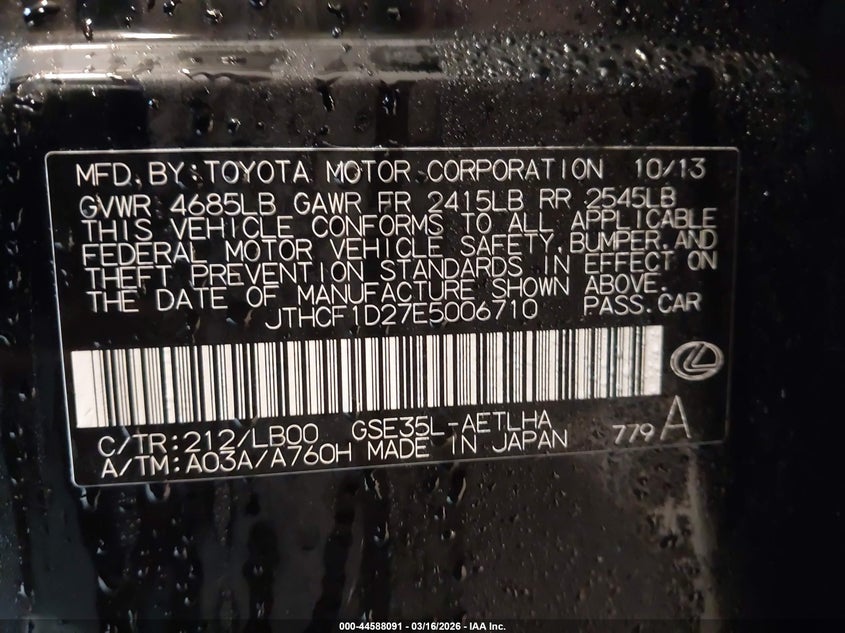 MFD. BY: TOYOTA MOTOR CORPORATION 10/13
GVWR 4685LB GAWR FR 2415LB RR 2545LB
THIS VEHICLE CONFORMS TO ALL APPLICABLE
FEDERAL MOTOR VEHICLE SAFETY, BUMPER, AND
THEFT PREVENTION STANDARDS IN EFFECT ON
THE DATE OF MANUFACTURE SHOWN ABOVE.
JTHCF1D27E5006710 PASS. CAR
C/TR: 212/LB00 GSE35L-AETLHA 779 A
A/TM: A03A/A760H MADE IN JAPAN
000-44588091 - 03/16/2026 - IAA Inc.